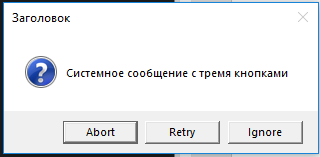 Заголовок
Системное сообщение с тремя кнопками
Abort Retry Ignore